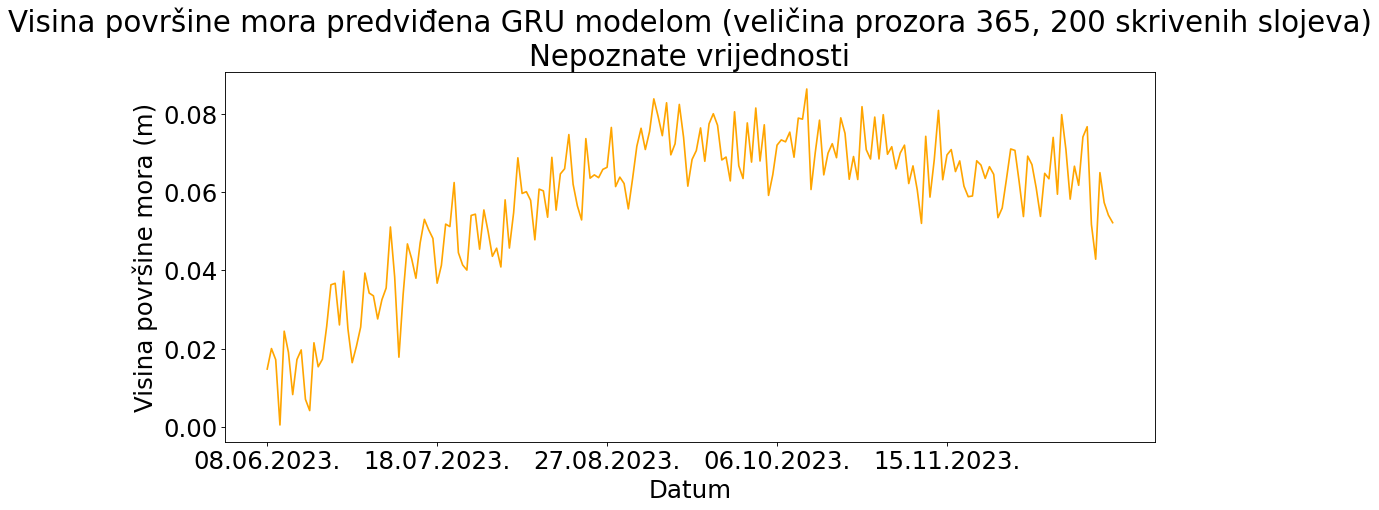 Visina površine mora predviđena GRU modelom (veličina prozora 365, 200 skrivenih slojeva)
Nepoznate vrijednosti
Visina površine mora (m)
0.08
0.06
0.04
0.02
0.00
08.06.2023. 18.07.2023. 27.08.2023. 06.10.2023. 15.11.2023.
Datum